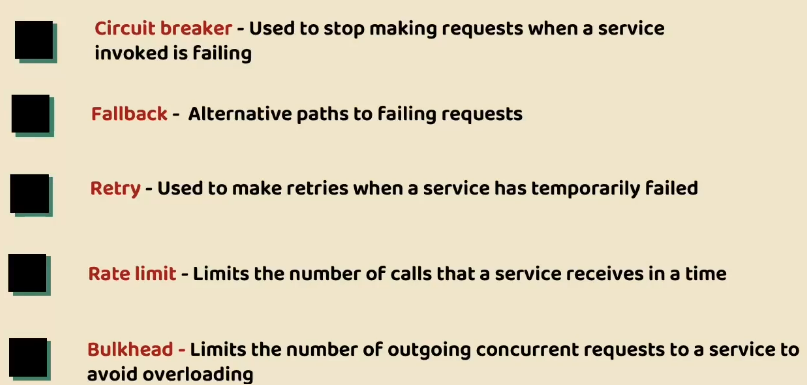 Circuit breaker - Used to stop making requests when a service
invoked is failing
Fallback - Alternative paths to failing requests
Retry - Used to make retries when a service has temporarily failed
Rate limit - Limits the number of calls that a service receives in a time
Bulkhead - Limits the number of outgoing concurrent requests to a service to
avoid overloading